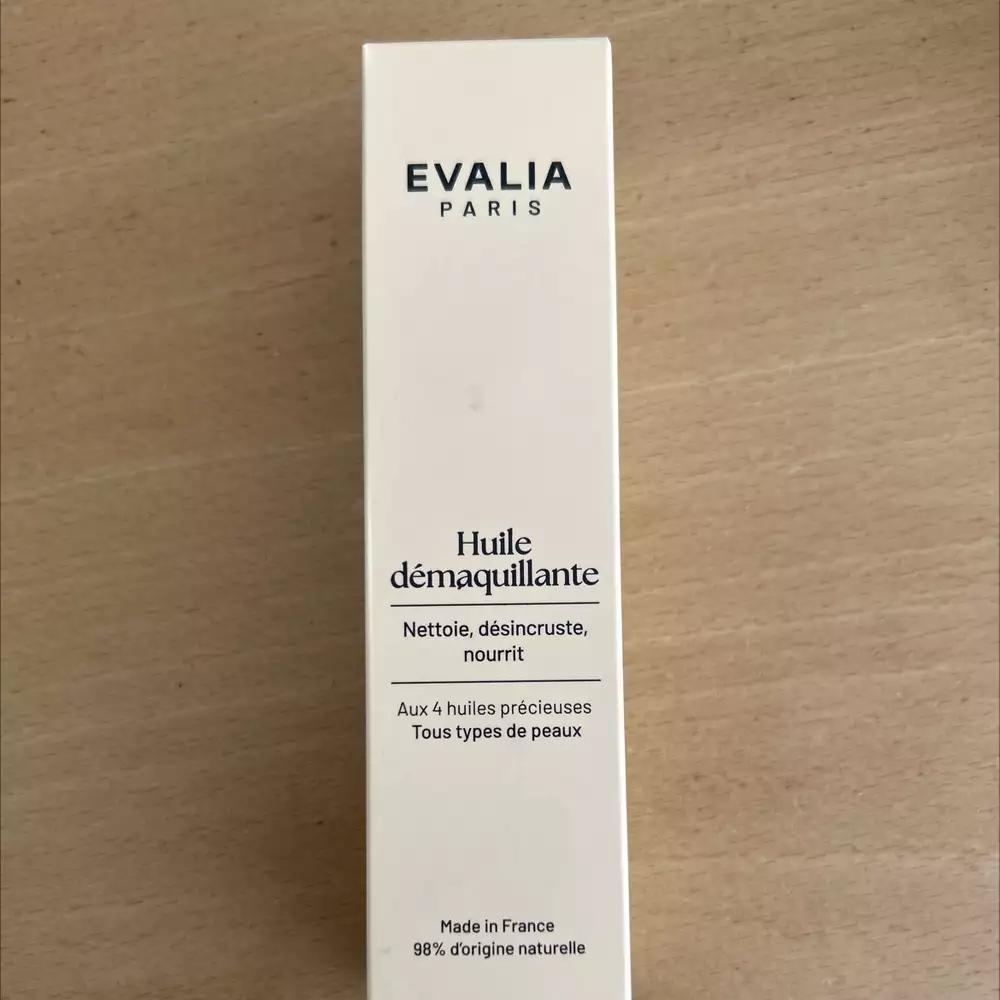 EVALIA
PARIS
Huile
démaquillante
Nettoie, désincruste,
nourrit
Aux 4 huiles précieuses
Tous types de peaux
Made in France
98% d'origine naturelle